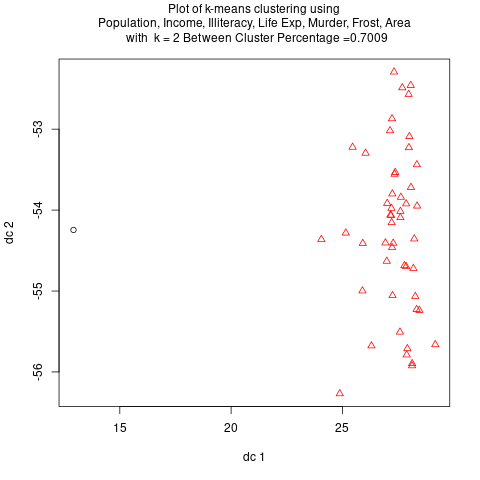 Plot of k-means clustering using
Population, Income, Illiteracy, Life Exp, Murder, Frost, Area
with k = 2 Between Cluster Percentage =0.7009
-53
-54
-55
-56
dc 2
15 20 25
dc 1